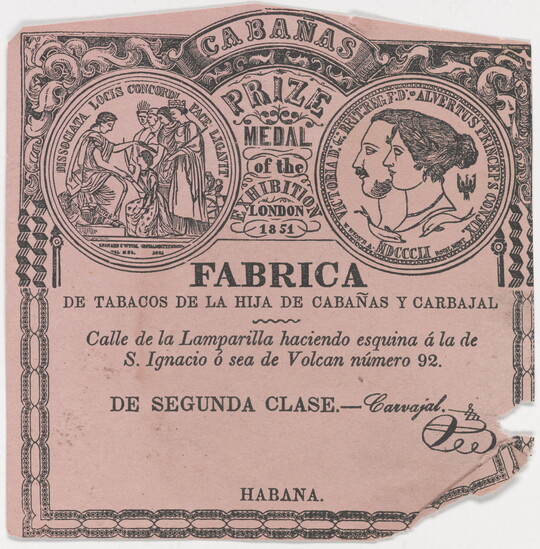 CABAÑAS
DISSOCIATA LOCIS CONCORDI PACE LIGAVIT
PRIZE
MEDAL
of the
EXHIBITION
LONDON
1851
VICTORIA D: G: BRIT: REG: F: D: ALVERTUS PRINCEPS CONJUX
MDCCCLI
FABRICA
DE TABACOS DE LA HIJA DE CABAÑAS Y CARBAJAL
Calle de la Lamparilla haciendo esquina á la de
S. Ignacio ó sea de Volcan número 92.
DE SEGUNDA CLASE.—Carvajal.
HABANA.